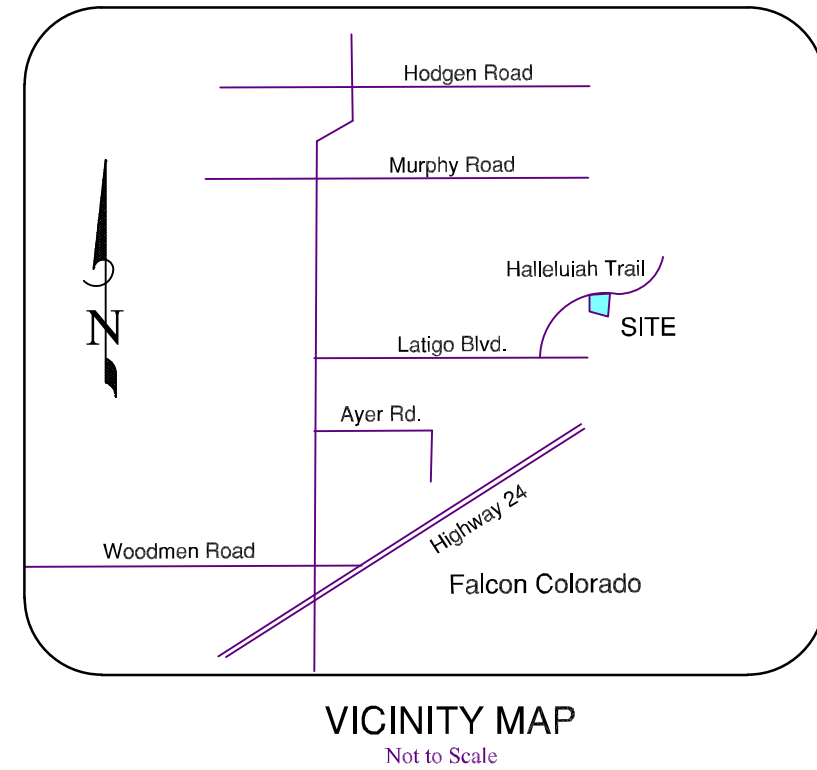 Hodgen Road
Murphy Road
Halleluiah Trail
N
SITE
Latigo Blvd.
Ayer Rd.
Highway 24
Woodmen Road
Falcon Colorado
VICINITY MAP
Not to Scale